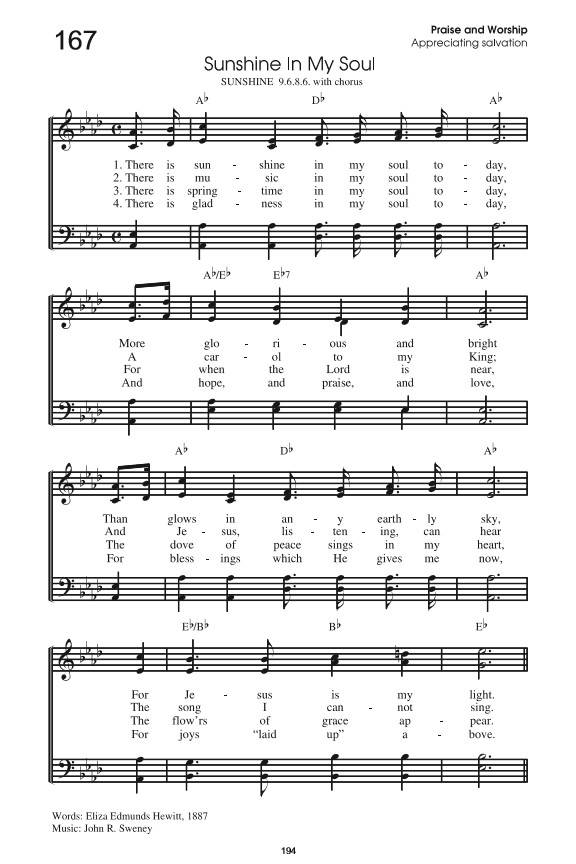 167
Praise and Worship
Appreciating salvation
Sunshine In My Soul
SUNSHINE 9.6.8.6. with chorus
A♭ D♭ A♭
1. There is sun - shine in my soul to - day,
2. There is mu - sic in my soul to - day,
3. There is spring - time in my soul to - day,
4. There is glad - ness in my soul to - day,
A♭/E♭ E♭7 A♭
More glo - ri - ous and bright
A car - ol to my King;
For when the Lord is near,
And hope, and praise, and love,
A♭ D♭ A♭
Than glows in an - y earth - ly sky,
And Je - sus, lis - ten - ing, can hear
The dove of peace sings in my heart,
For bless - ings which He gives me now,
E♭/B♭ B♭ E♭
For Je - sus is my light.
The song I can - not sing.
The flow'rs of grace ap - pear.
For joys “laid up” a - bove.
Words: Eliza Edmunds Hewitt, 1887
Music: John R. Sweney
194